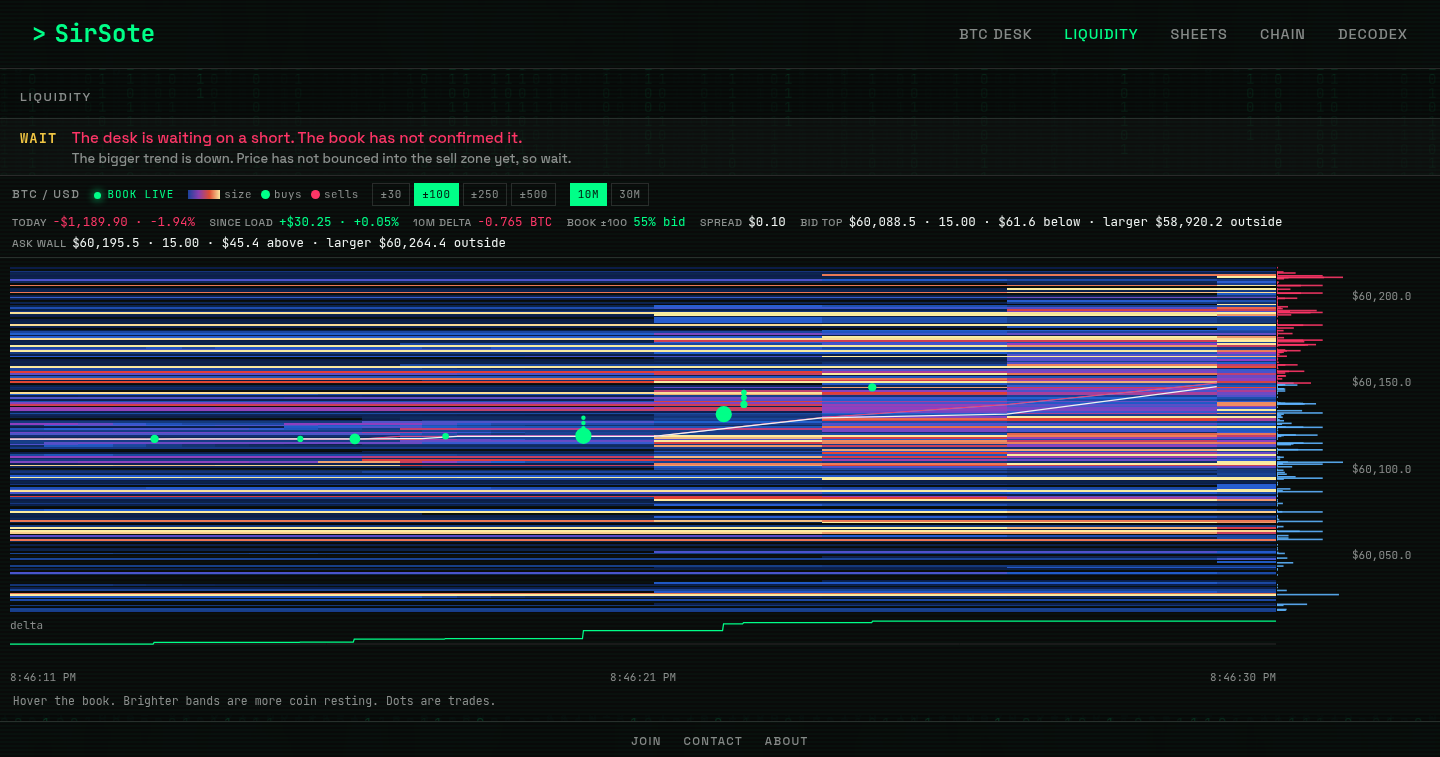 > SirSote
BTC DESK LIQUIDITY SHEETS CHAIN DECODEX
LIQUIDITY
WAIT The desk is waiting on a short. The book has not confirmed it.
The bigger trend is down. Price has not bounced into the sell zone yet, so wait.
BTC / USD BOOK LIVE size buys sells ±30 ±100 ±250 ±500 10M 30M
TODAY -$1,189.90 · -1.94% SINCE LOAD +$30.25 · +0.05% 10M DELTA -0.765 BTC BOOK ±100 55% bid SPREAD $0.10 BID TOP $60,088.5 · 15.00 · $61.6 below · larger $58,920.2 outside
ASK WALL $60,195.5 · 15.00 · $45.4 above · larger $60,264.4 outside
$60,200.0
$60,150.0
$60,100.0
$60,050.0
delta
8:46:11 PM 8:46:21 PM 8:46:30 PM
Hover the book. Brighter bands are more coin resting. Dots are trades.
JOIN CONTACT ABOUT